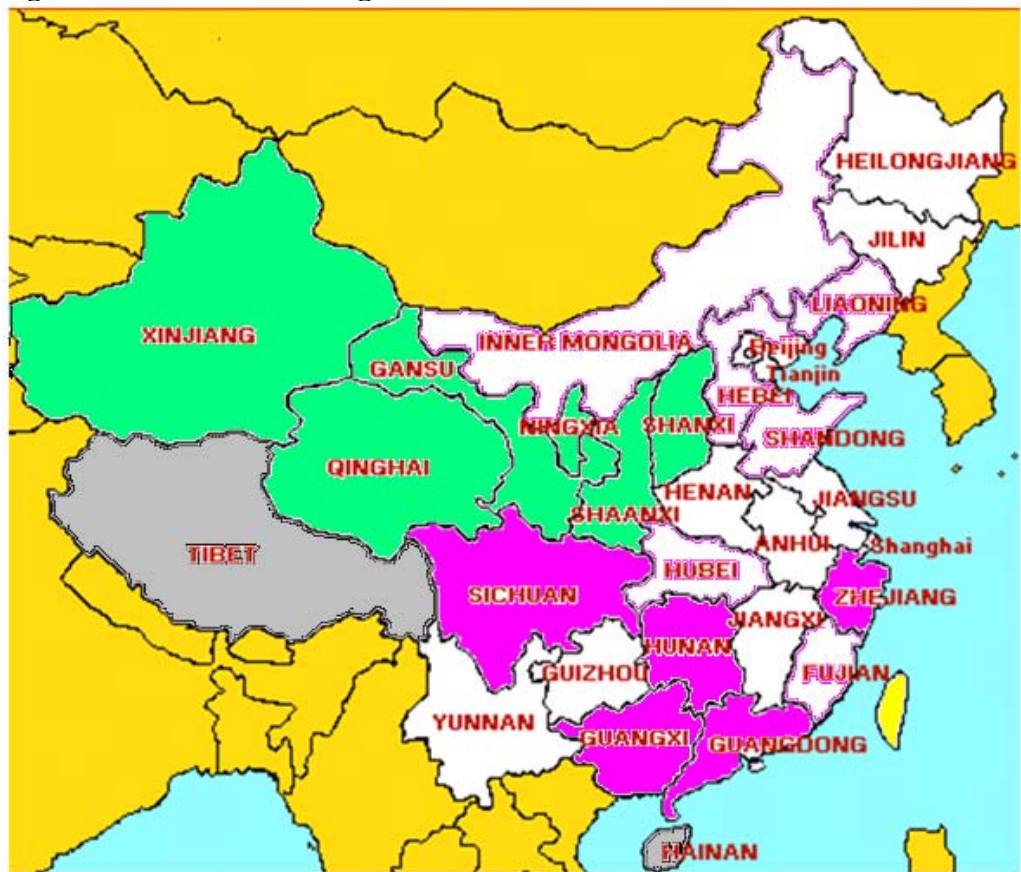 HEILONGJIANG
JILIN
LIAONING
XINJIANG
INNER MONGOLIA
Beijing
GANSU
Tianjin
HEBEI
NINGXIA
SHANXI
SHANDONG
QINGHAI
HENAN
JIANGSU
SHAANXI
ANHUI
Shanghai
TIBET
HUBEI
SICHUAN
ZHEJIANG
JIANGXI
HUNAN
GUIZHOU
FUJIAN
YUNNAN
GUANGXI
GUANGDONG
HAINAN